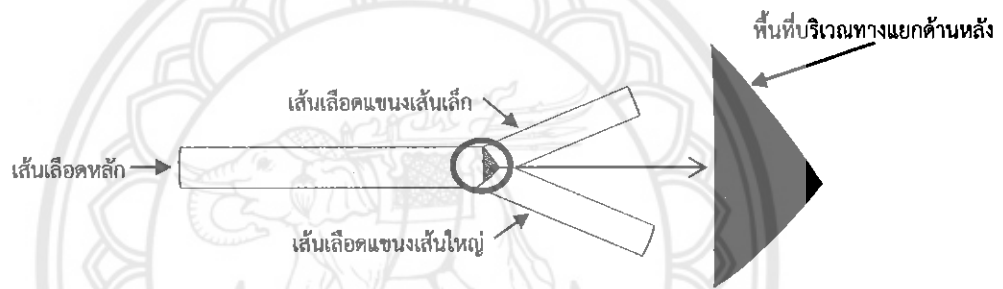 พื้นที่บริเวณทางแยกด้านหลัง
เส้นเลือดแขนงเส้นเล็ก
เส้นเลือดหลัก
เส้นเลือดแขนงเส้นใหญ่